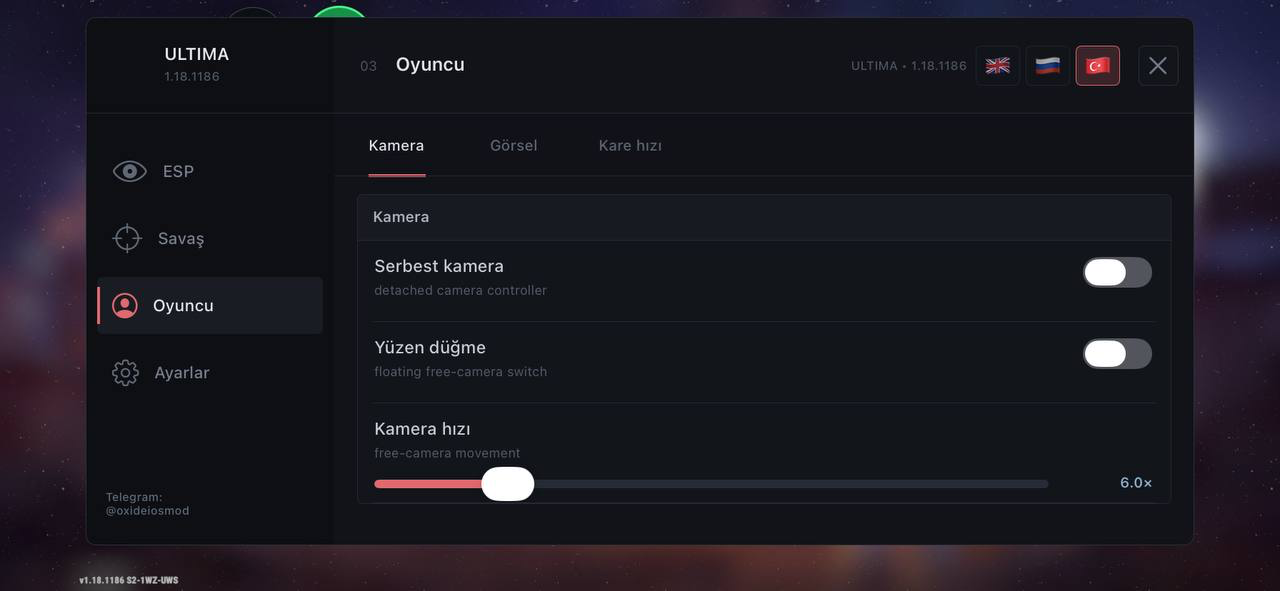 ULTIMA
1.18.1186
03 Oyuncu
ULTIMA • 1.18.1186
ESP
Savaş
Oyuncu
Ayarlar
Telegram:
@oxideiosmod
Kamera Görsel Kare hızı
Kamera
Serbest kamera
detached camera controller
Yüzen düğme
floating free-camera switch
Kamera hızı
free-camera movement
6.0×
v1.18.1186 S2-1WZ-UWS